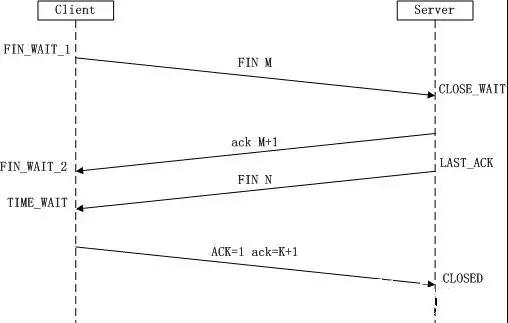 Client
Server
FIN_WAIT_1
FIN M
CLOSE_WAIT
ack M+1
FIN_WAIT_2
LAST_ACK
FIN N
TIME_WAIT
ACK=1 ack=K+1
CLOSED